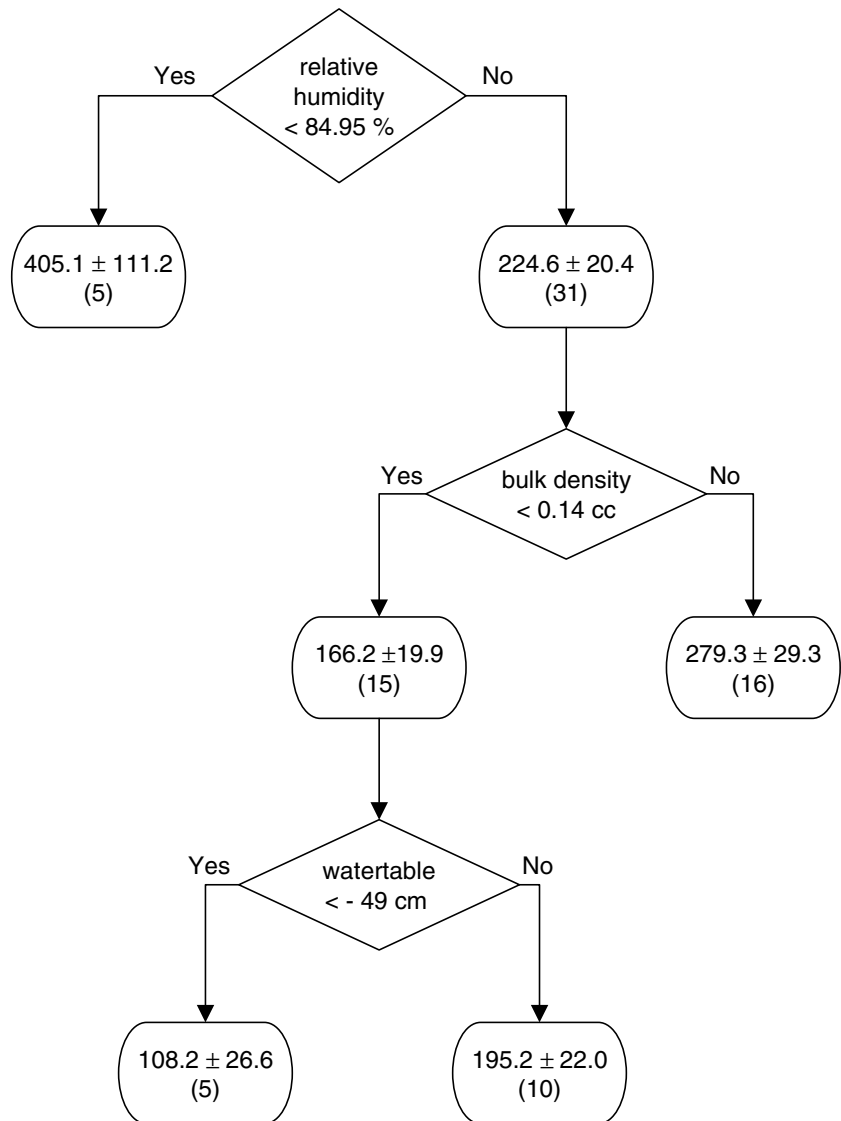 Yes
relative
humidity
< 84.95 %
No
405.1 ± 111.2
(5)
224.6 ± 20.4
(31)
Yes
bulk density
< 0.14 cc
No
166.2 ±19.9
(15)
279.3 ± 29.3
(16)
Yes
watertable
< - 49 cm
No
108.2 ± 26.6
(5)
195.2 ± 22.0
(10)